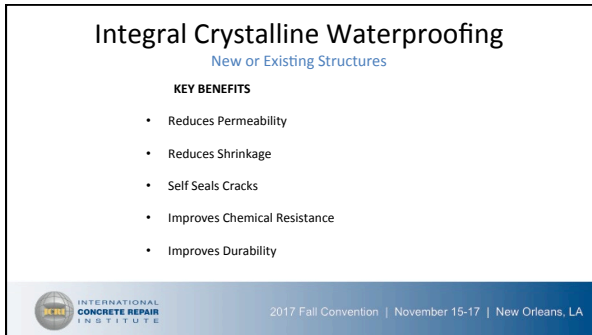 Integral Crystalline Waterproofing
New or Existing Structures
KEY BENEFITS
• Reduces Permeability
• Reduces Shrinkage
• Self Seals Cracks
• Improves Chemical Resistance
• Improves Durability
ICRI
INTERNATIONAL
CONCRETE REPAIR
INSTITUTE
2017 Fall Convention | November 15-17 | New Orleans, LA